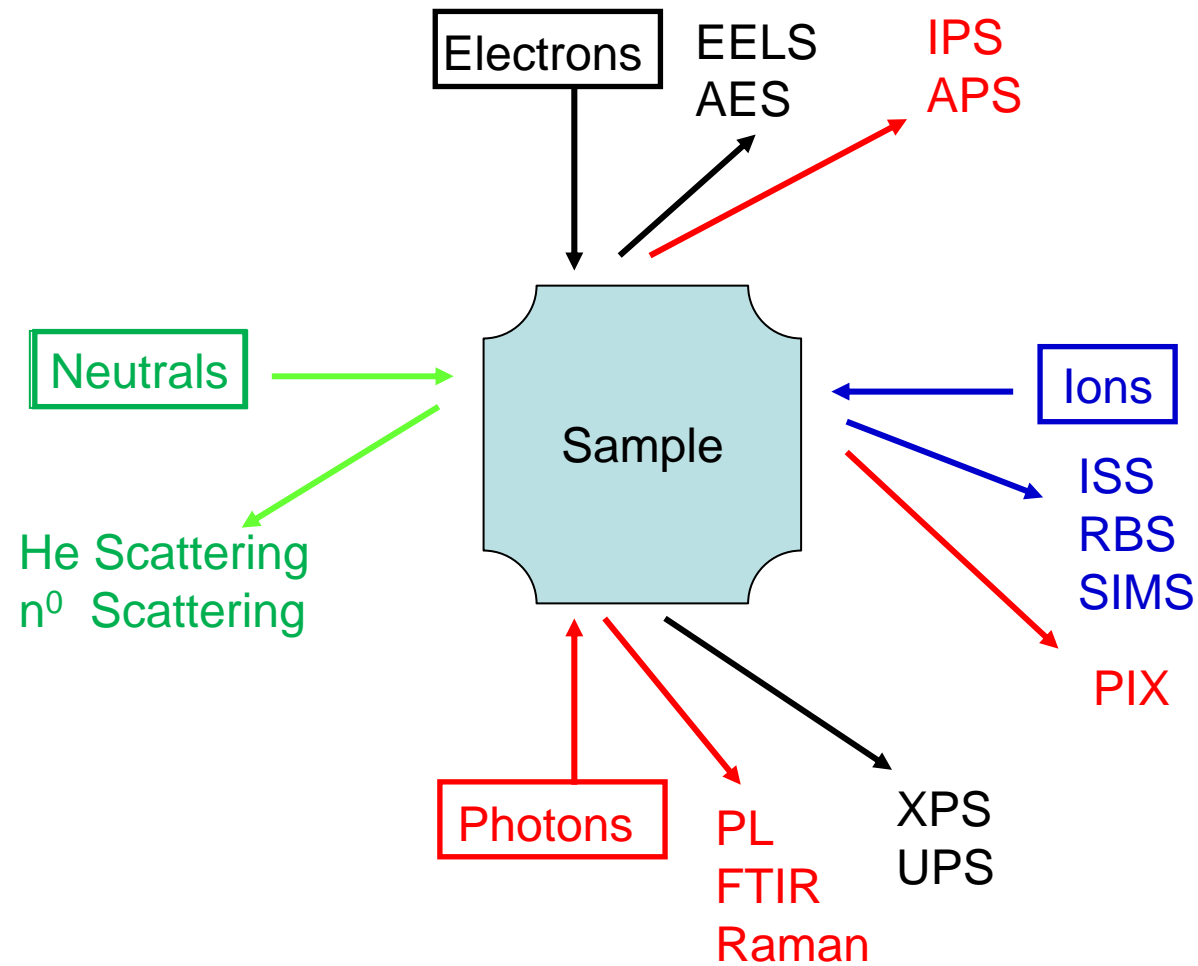 Electrons
EELS
AES
IPS
APS
Neutrals
Sample
Ions
He Scattering
n⁰ Scattering
ISS
RBS
SIMS
PIX
Photons
PL
FTIR
Raman
XPS
UPS